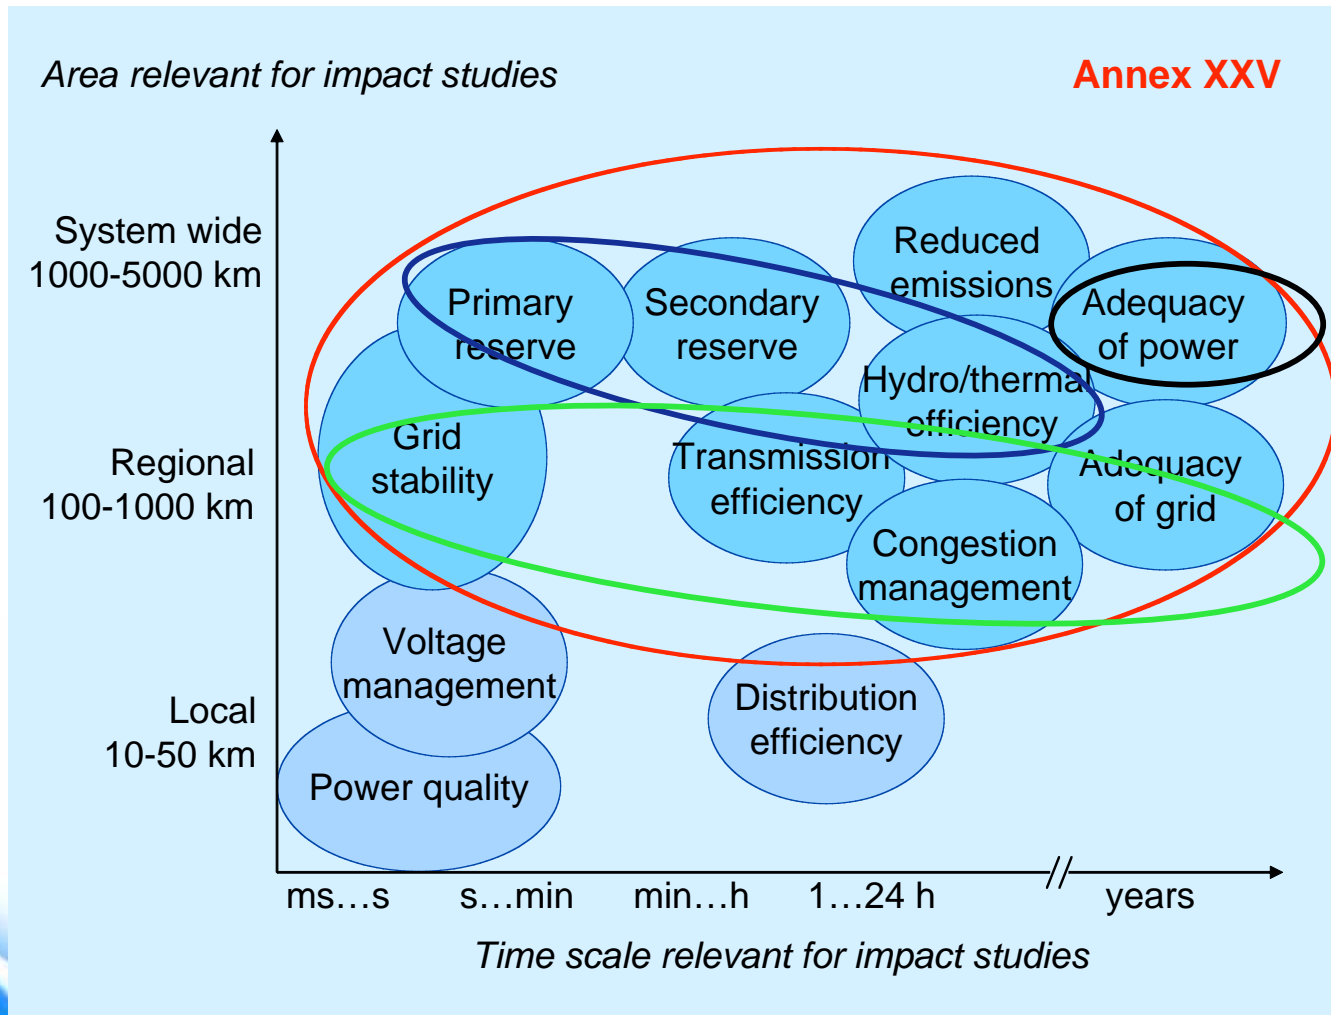 Area relevant for impact studies
Annex XXV
System wide
1000-5000 km
Regional
100-1000 km
Local
10-50 km
Reduced
emissions
Primary
reserve
Secondary
reserve
Adequacy
of power
Hydro/thermal
efficiency
Grid
stability
Transmission
efficiency
Adequacy
of grid
Congestion
management
Voltage
management
Distribution
efficiency
Power quality
ms…s
s…min
min…h
1…24 h
years
Time scale relevant for impact studies